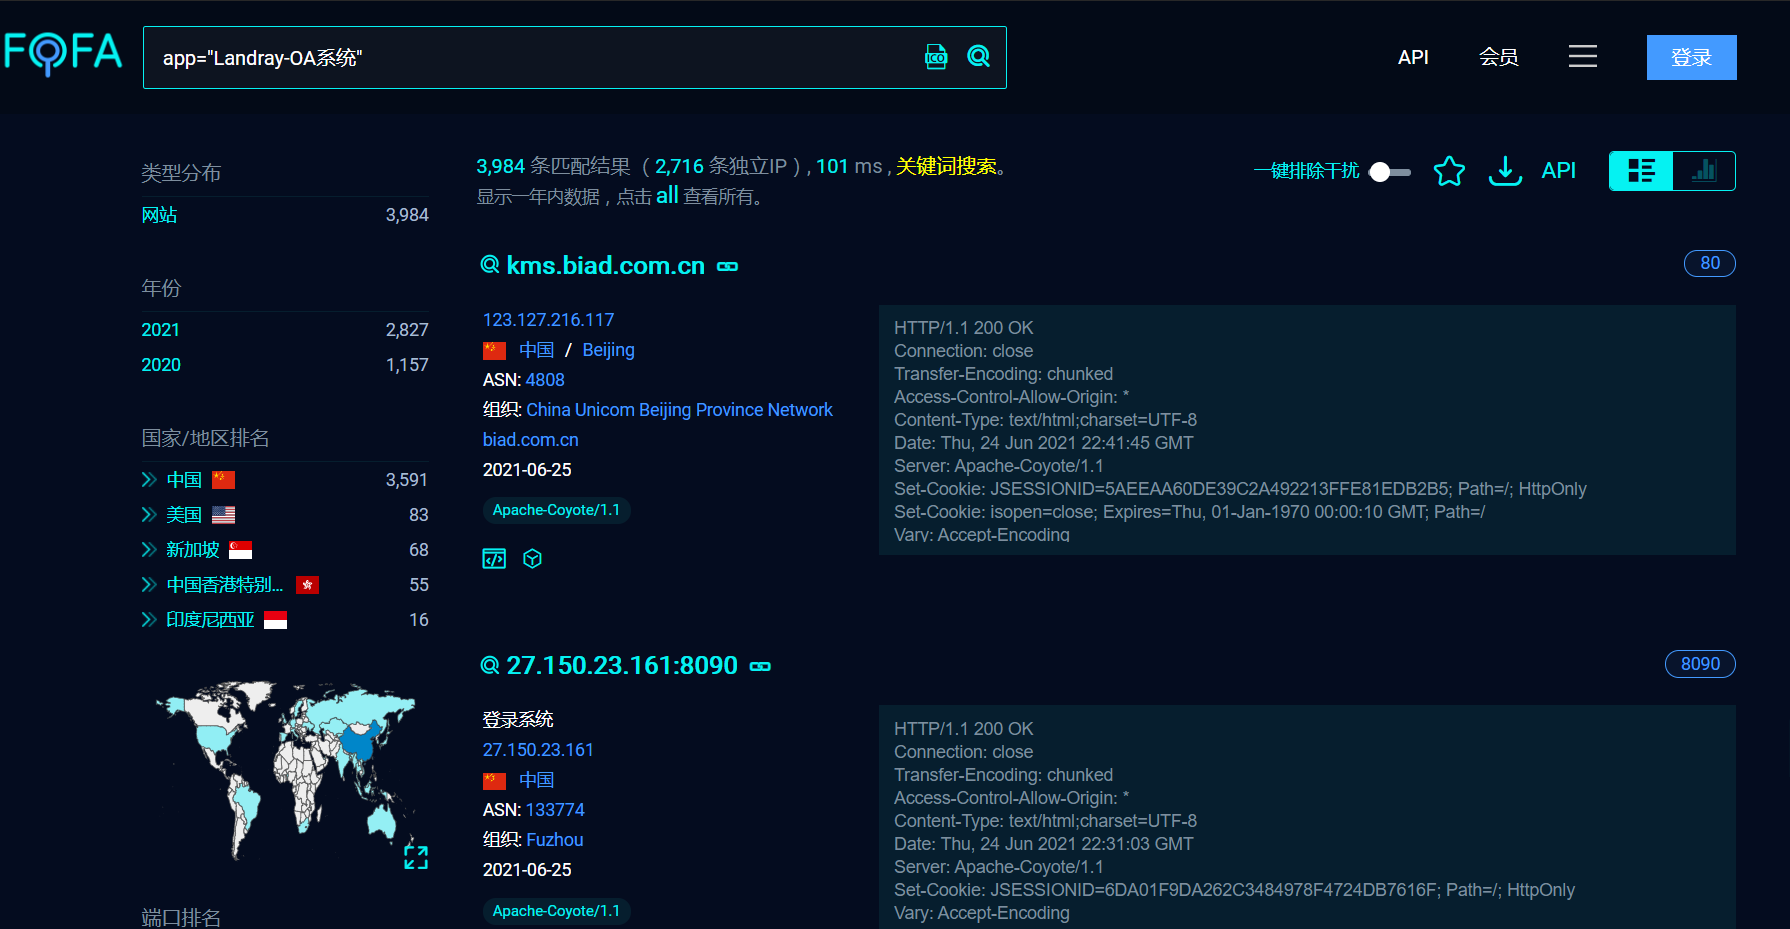 FOFA
app="Landray-OA系统"
ICO
API
会员
登录
类型分布
网站 3,984
年份
2021 2,827
2020 1,157
国家/地区排名
中国 3,591
美国 83
新加坡 68
中国香港特别... 55
印度尼西亚 16
端口排名
3,984 条匹配结果 ( 2,716 条独立IP ) , 101 ms , 关键词搜索。
显示一年内数据，点击 all 查看所有。
一键排除干扰
API
kms.biad.com.cn
80
123.127.216.117
中国 / Beijing
ASN: 4808
组织: China Unicom Beijing Province Network
biad.com.cn
2021-06-25
Apache-Coyote/1.1
HTTP/1.1 200 OK
Connection: close
Transfer-Encoding: chunked
Access-Control-Allow-Origin: *
Content-Type: text/html;charset=UTF-8
Date: Thu, 24 Jun 2021 22:41:45 GMT
Server: Apache-Coyote/1.1
Set-Cookie: JSESSIONID=5AEEAA60DE39C2A492213FFE81EDB2B5; Path=/; HttpOnly
Set-Cookie: isopen=close; Expires=Thu, 01-Jan-1970 00:00:10 GMT; Path=/
Vary: Accept-Encoding
27.150.23.161:8090
8090
登录系统
27.150.23.161
中国
ASN: 133774
组织: Fuzhou
2021-06-25
Apache-Coyote/1.1
HTTP/1.1 200 OK
Connection: close
Transfer-Encoding: chunked
Access-Control-Allow-Origin: *
Content-Type: text/html;charset=UTF-8
Date: Thu, 24 Jun 2021 22:31:03 GMT
Server: Apache-Coyote/1.1
Set-Cookie: JSESSIONID=6DA01F9DA262C3484978F4724DB7616F; Path=/; HttpOnly
Vary: Accept-Encoding